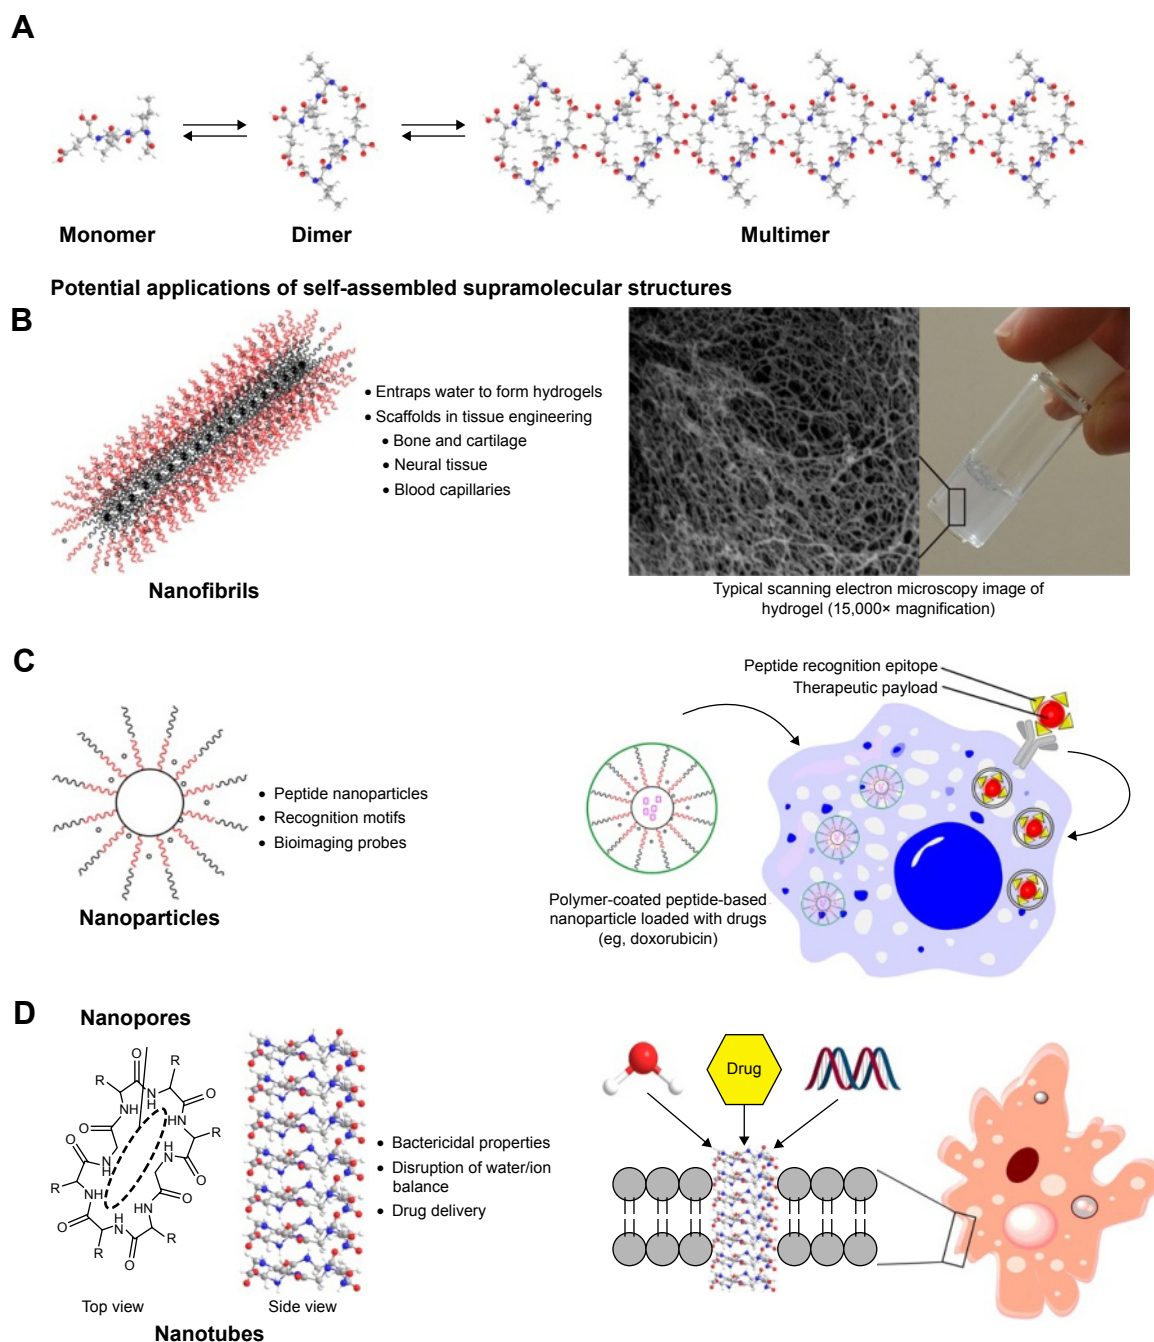 A
Monomer
Dimer
Multimer
Potential applications of self-assembled supramolecular structures
B
• Entraps water to form hydrogels
• Scaffolds in tissue engineering
• Bone and cartilage
• Neural tissue
• Blood capillaries
Nanofibrils
Typical scanning electron microscopy image of
hydrogel (15,000× magnification)
C
Peptide recognition epitope
Therapeutic payload
• Peptide nanoparticles
• Recognition motifs
• Bioimaging probes
Nanoparticles
Polymer-coated peptide-based
nanoparticle loaded with drugs
(eg, doxorubicin)
D
Nanopores
O
O
R
R
N
H
N
H
O
NH
NH
R
O
H
N
H
N
O
R
NH
O
O
NH
N
H
R
R
O
O
• Bactericidal properties
• Disruption of water/ion
balance
• Drug delivery
Drug
Top view
Side view
Nanotubes